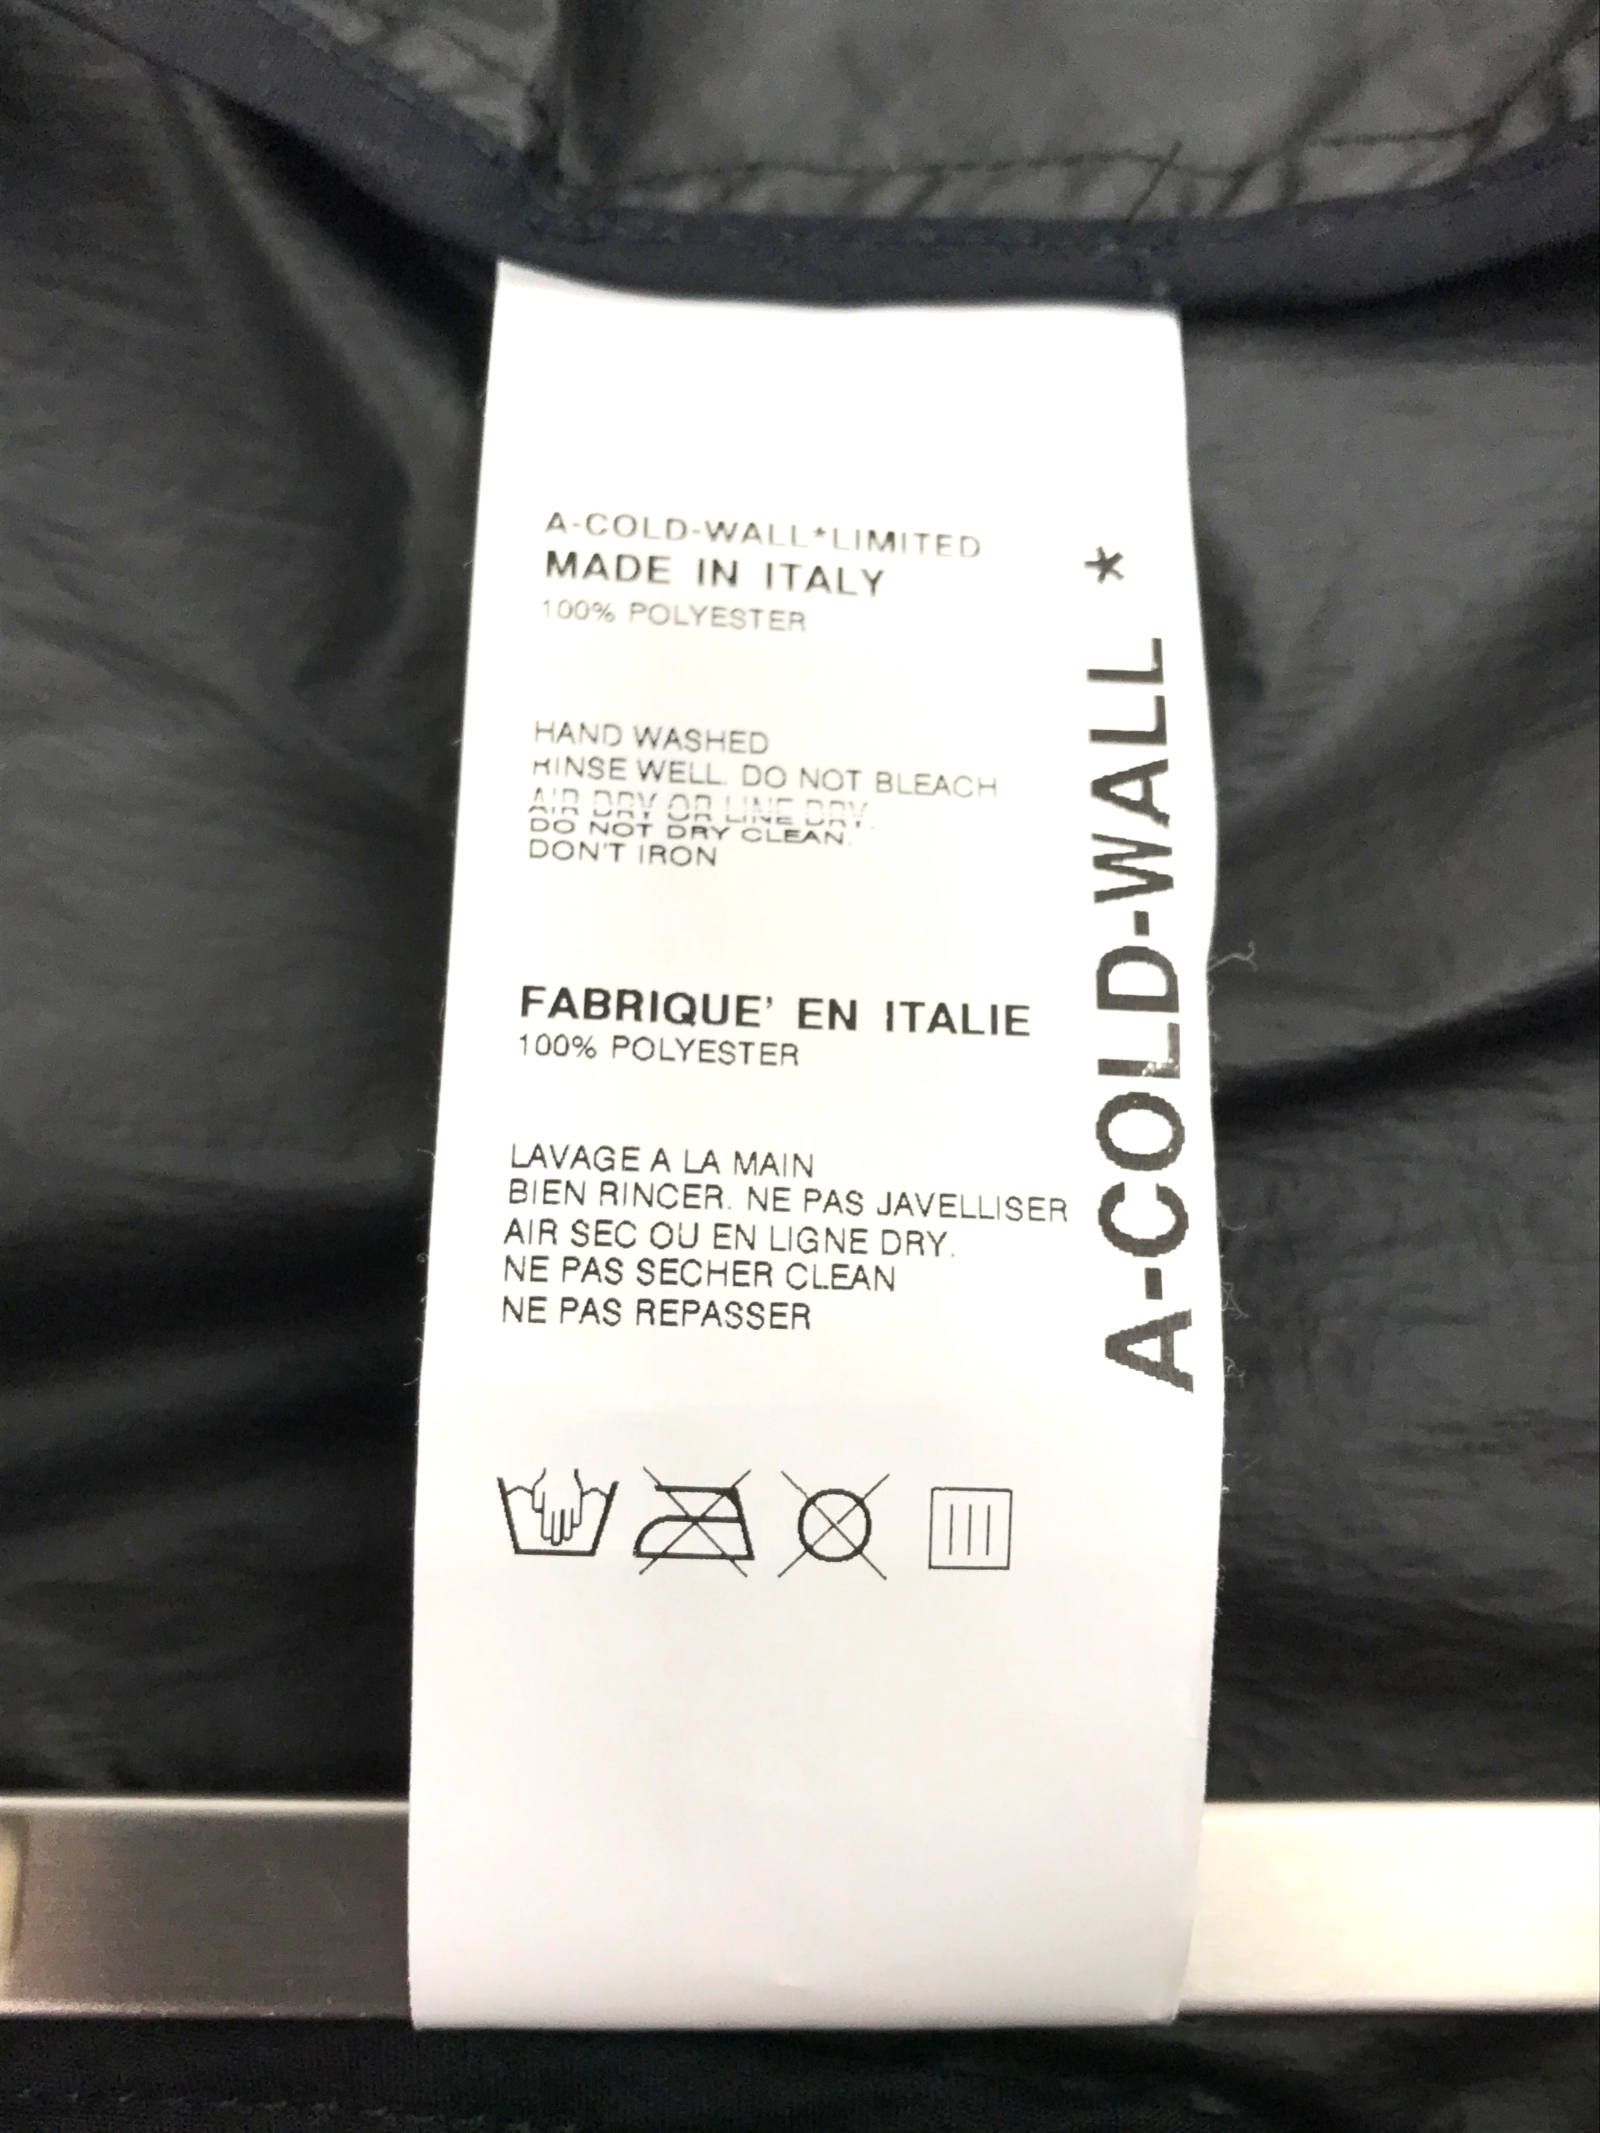 A-COLD-WALL*LIMITED
MADE IN ITALY
100% POLYESTER
HAND WASHED
RINSE WELL. DO NOT BLEACH
AIR DRY OR LINE DRY.
DO NOT DRY CLEAN.
DON'T IRON
FABRIQUE' EN ITALIE
100% POLYESTER
LAVAGE A LA MAIN
BIEN RINCER. NE PAS JAVELLISER
AIR SEC OU EN LIGNE DRY.
NE PAS SECHER CLEAN
NE PAS REPASSER
A-COLD-WALL*